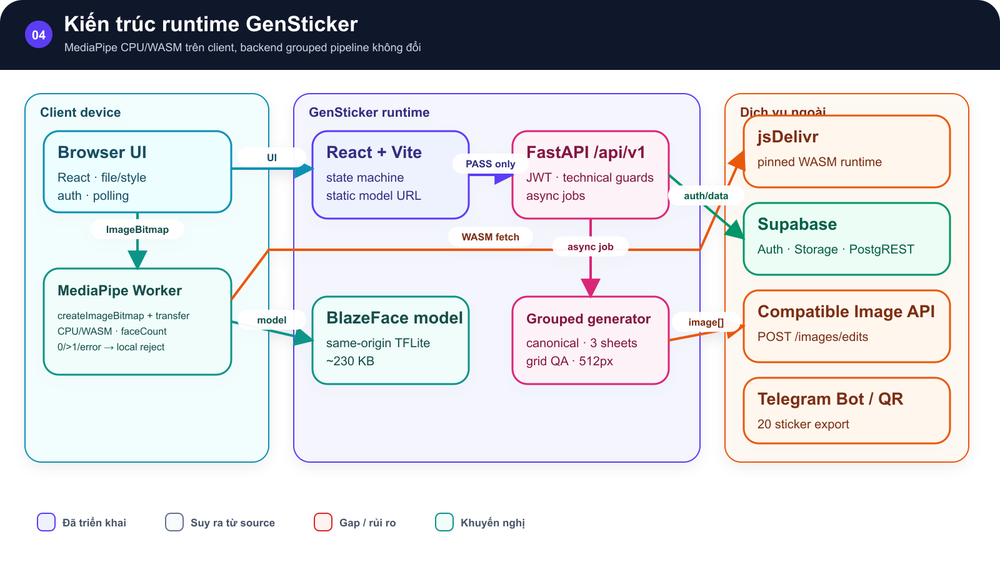 04
Kiến trúc runtime GenSticker
MediaPipe CPU/WASM trên client, backend grouped pipeline không đổi
Client device
Browser UI
React · file/style
auth · polling
ImageBitmap
MediaPipe Worker
createImageBitmap + transfer
CPU/WASM · faceCount
0/>1/error → local reject
UI
model
GenSticker runtime
React + Vite
state machine
static model URL
PASS only
FastAPI /api/v1
JWT · technical guards
async jobs
WASM fetch
async job
BlazeFace model
same-origin TFLite
~230 KB
Grouped generator
canonical · 3 sheets
grid QA · 512px
auth/data
image[]
Dịch vụ ngoài
jsDelivr
pinned WASM runtime
Supabase
Auth · Storage · PostgREST
Compatible Image API
POST /images/edits
Telegram Bot / QR
20 sticker export
Đã triển khai
Suy ra từ source
Gap / rủi ro
Khuyến nghị